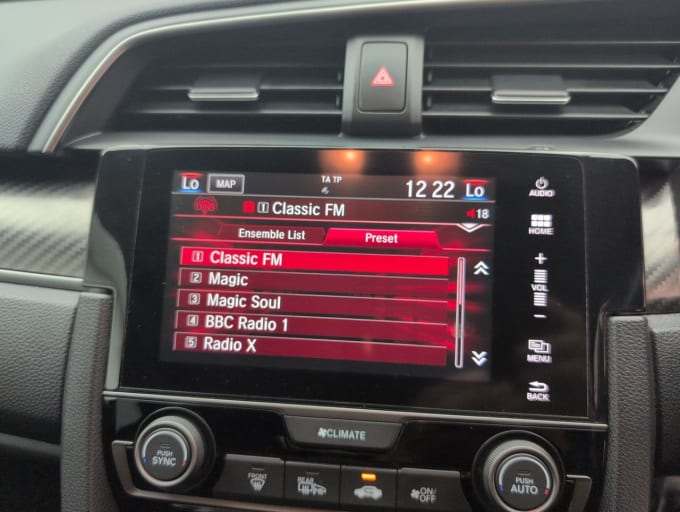 TA TP
Lo MAP 12 22 Lo
1 Classic FM 18
Ensemble List Preset
1 Classic FM
2 Magic
3 Magic Soul
4 BBC Radio 1
5 Radio X
AUDIO
HOME
+
VOL
-
MENU
BACK
CLIMATE
PUSH
SYNC
FRONT
REAR
ON/
OFF
PUSH
AUTO